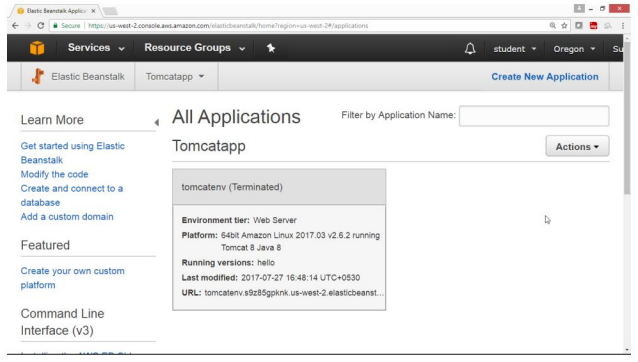 Elastic Beanstalk Applic
Secure | https://us-west-2.console.aws.amazon.com/elasticbeanstalk/home?region=us-west-2#/applications
Services Resource Groups student Oregon Su
Elastic Beanstalk Tomcatapp Create New Application
Learn More
Get started using Elastic
Beanstalk
Modify the code
Create and connect to a
database
Add a custom domain
Featured
Create your own custom
platform
Command Line
Interface (v3)
All Applications Filter by Application Name:
Tomcatapp Actions
tomcatenv (Terminated)
Environment tier: Web Server
Platform: 64bit Amazon Linux 2017.03 v2.6.2 running
Tomcat 8 Java 8
Running versions: hello
Last modified: 2017-07-27 16:48:14 UTC+0530
URL: tomcatenv.s9z85gpknk.us-west-2.elasticbeanst...